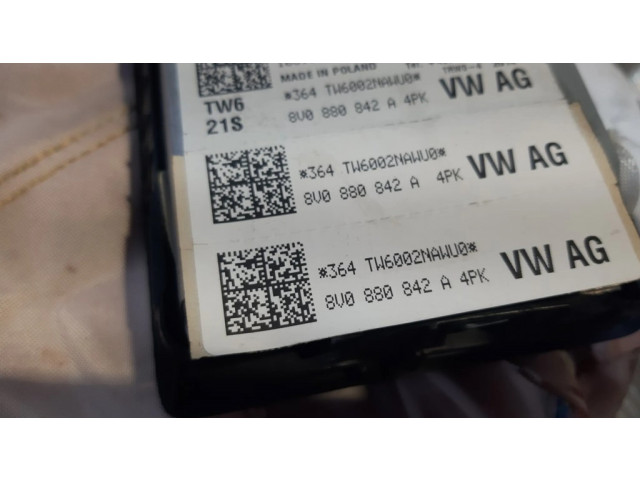 MADE IN POLAND
TW6
21S
*364 TW6002NAWU0*
8V0 880 842 A 4PK
VW AG
*364 TW6002NAWU0*
8V0 880 842 A 4PK
VW AG
*364 TW6002NAWU0*
8V0 880 842 A 4PK
VW AG